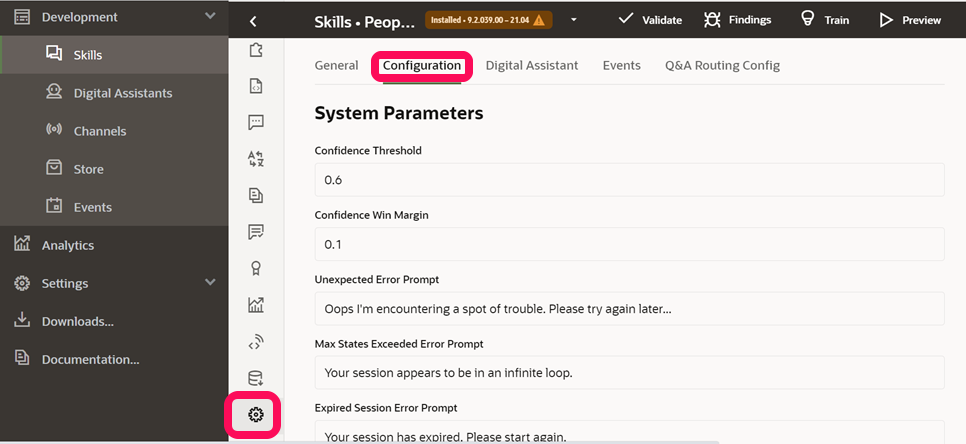 Development
Skills
Digital Assistants
Channels
Store
Events
Analytics
Settings
Downloads...
Documentation...
Skills • Peop...
Installed • 9.2.039.00 – 21.04
Validate
Findings
Train
Preview
General
Configuration
Digital Assistant
Events
Q&A Routing Config
System Parameters
Confidence Threshold
0.6
Confidence Win Margin
0.1
Unexpected Error Prompt
Oops I'm encountering a spot of trouble. Please try again later...
Max States Exceeded Error Prompt
Your session appears to be in an infinite loop.
Expired Session Error Prompt
Your session has expired. Please start again.